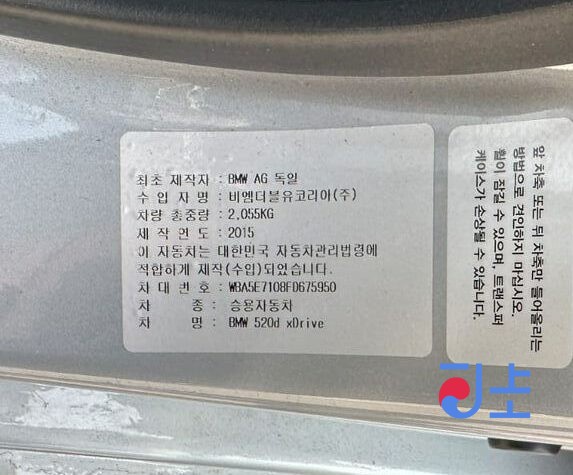 최초 제작자 : BMW AG 독일
수 입 자 명 : 비엠더블유코리아(주)
차량 총중량 : 2,055KG
제 작 연 도 : 2015
이 자동차는 대한민국 자동차관리법령에
적합하게 제작(수입)되었습니다.
차 대 번 호 : WBA5E7108FD675950
차 종 : 승용자동차
차 명 : BMW 520d xDrive
앞 차축 또는 뒤 차축만 들어올리는
방법으로 견인하지 마십시오.
휠이 잠길 수 있으며, 트랜스퍼
케이스가 손상될 수 있습니다.